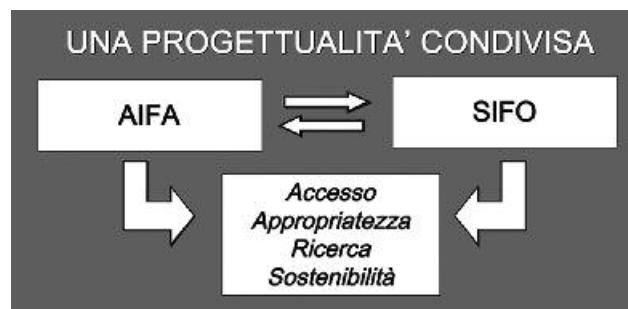 UNA PROGETTUALITA' CONDIVISA
AIFA
SIFO
Accesso
Appropriatezza
Ricerca
Sostenibilità